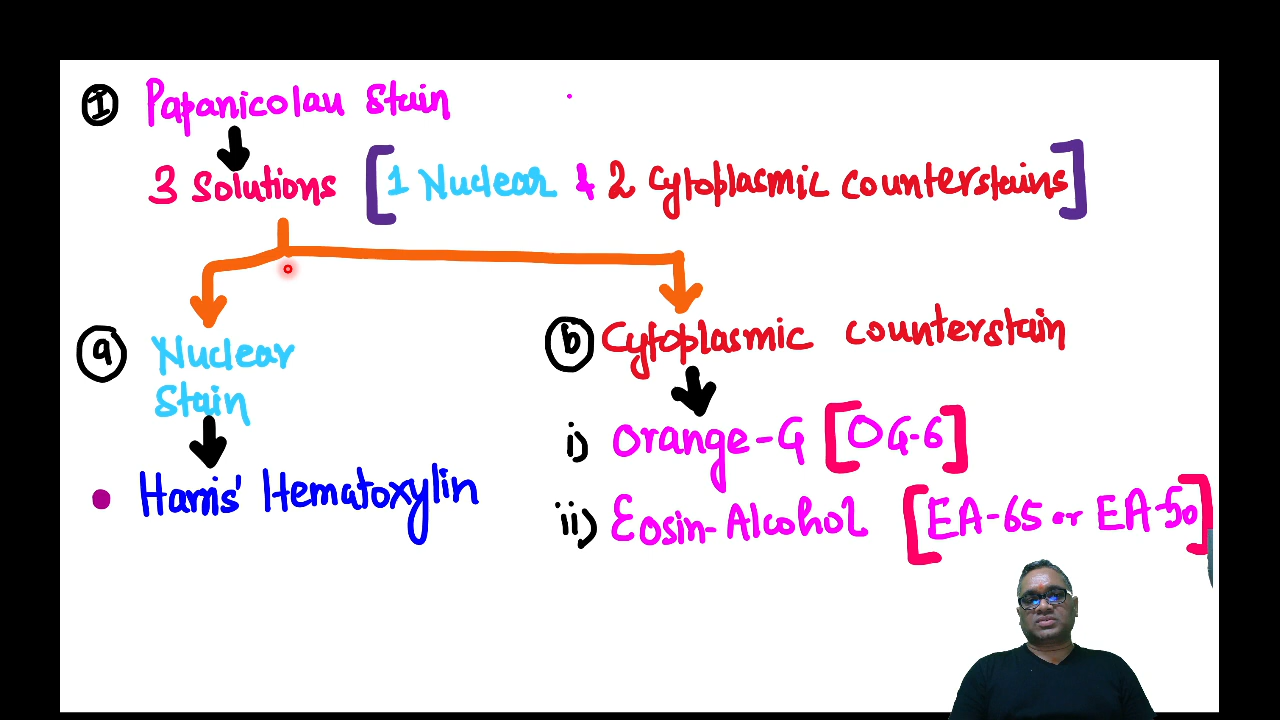 ① Papanicolau Stain
3 Solutions [1 Nuclear & 2 Cytoplasmic counterstains]
ⓐ Nuclear Stain
Harris' Hematoxylin
ⓑ Cytoplasmic counterstain
i) Orange-G [OG-6]
ii) Eosin-Alcohol [EA-65 or EA-50]